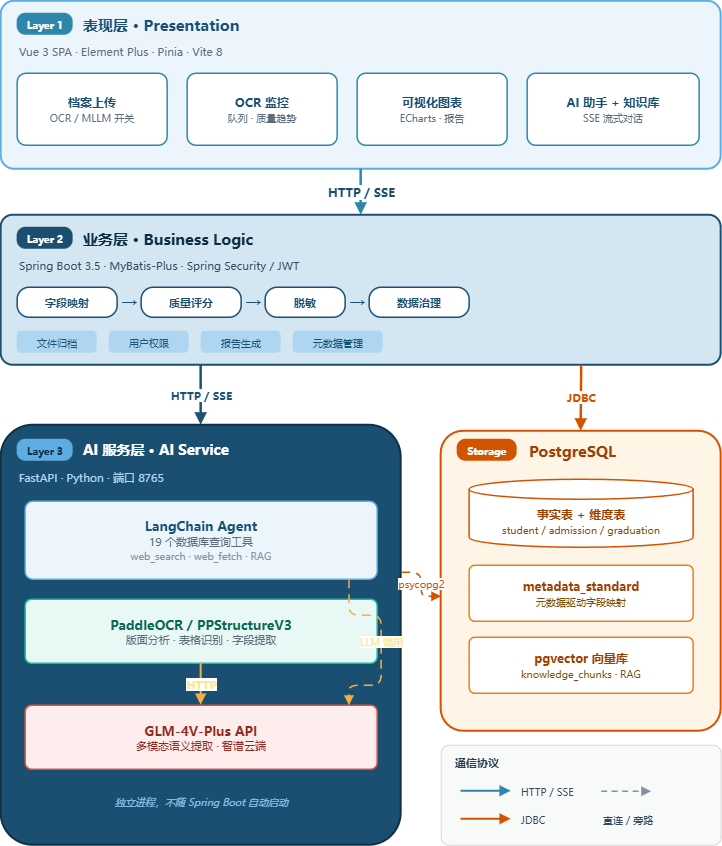 Layer 1
表现层 • Presentation
Vue 3 SPA · Element Plus · Pinia · Vite 8
档案上传
OCR / MLLM 开关
OCR 监控
队列 · 质量趋势
可视化图表
ECharts · 报告
AI 助手 + 知识库
SSE 流式对话
HTTP / SSE
Layer 2
业务层 • Business Logic
Spring Boot 3.5 · MyBatis-Plus · Spring Security / JWT
字段映射
质量评分
脱敏
数据治理
文件归档
用户权限
报告生成
元数据管理
HTTP / SSE
JDBC
Layer 3
AI 服务层 • AI Service
FastAPI · Python · 端口 8765
LangChain Agent
19 个数据库查询工具
web_search · web_fetch · RAG
psycopg2
PaddleOCR / PPStructureV3
版面分析 · 表格识别 · 字段提取
LLM 调用
HTTP
GLM-4V-Plus API
多模态语义提取 · 智谱云端
独立进程，不随 Spring Boot 自动启动
Storage
PostgreSQL
事实表 + 维度表
student / admission / graduation
metadata_standard
元数据驱动字段映射
pgvector 向量库
knowledge_chunks · RAG
通信协议
HTTP / SSE
JDBC
直连 / 旁路